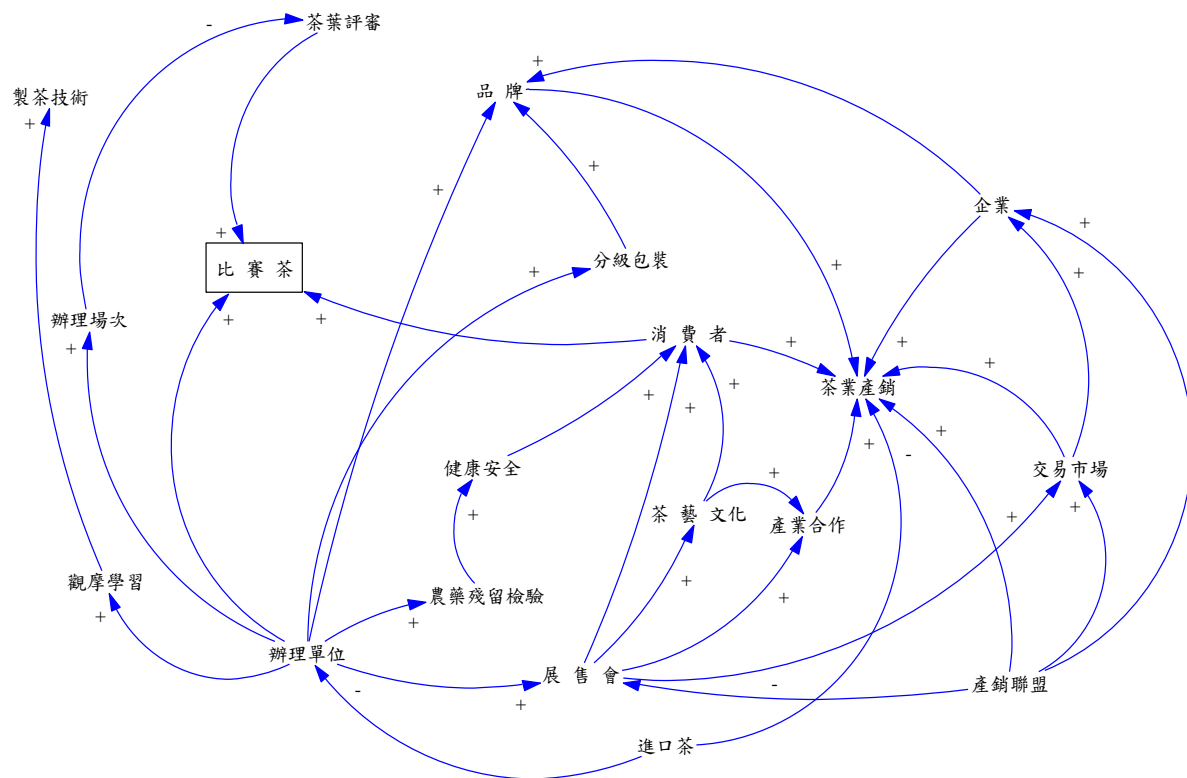 -
茶葉評審
+
品 牌
製茶技術
+
+
+
企業
+
+
比 賽 茶
分級包裝
+
+
+
辦理場次
+
+
+
消 費 者
+
+
+
+
茶業產銷
+
+
+
+
+
-
健康安全
+
交易市場
茶 藝 文化
產業合作
+
+
+
觀摩學習
+
農藥殘留檢驗
+
+
+
辦理單位
展 售 會
-
-
產銷聯盟
+
進口茶